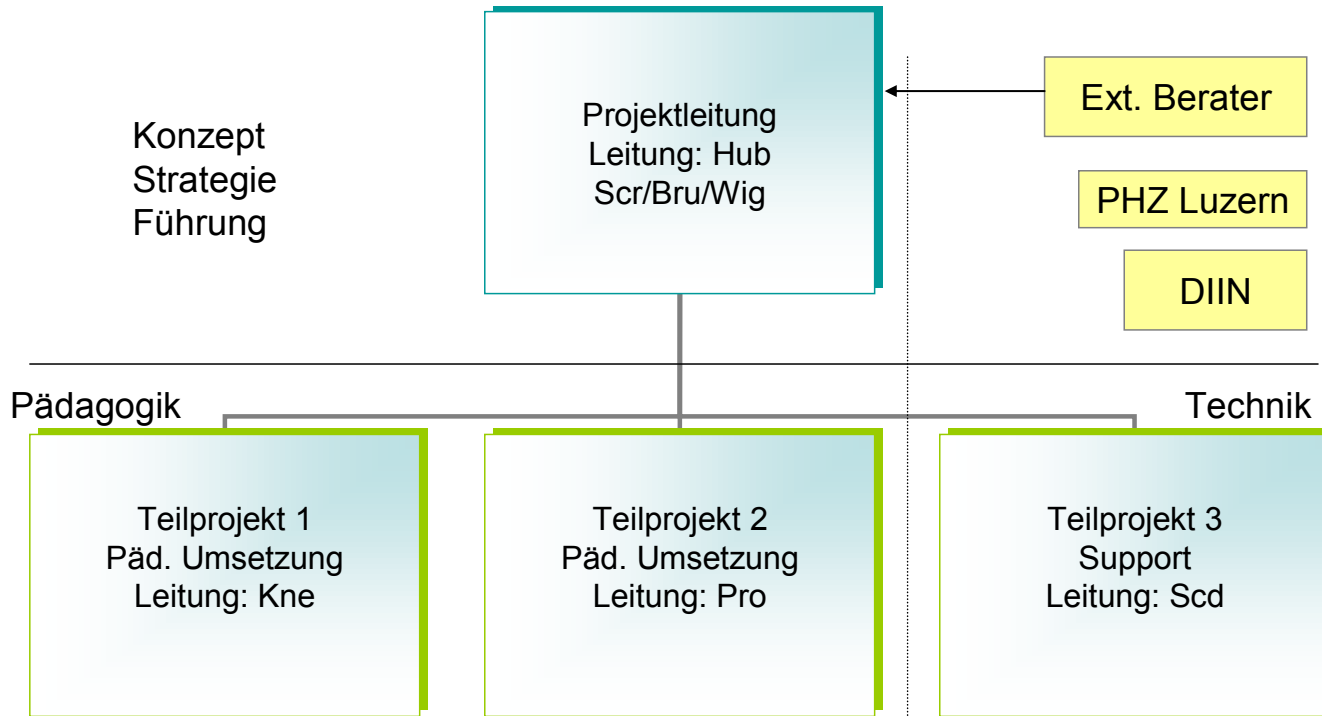 Konzept
Strategie
Führung
Projektleitung
Leitung: Hub
Scr/Bru/Wig
Ext. Berater
PHZ Luzern
DIIN
Pädagogik
Technik
Teilprojekt 1
Päd. Umsetzung
Leitung: Kne
Teilprojekt 2
Päd. Umsetzung
Leitung: Pro
Teilprojekt 3
Support
Leitung: Scd